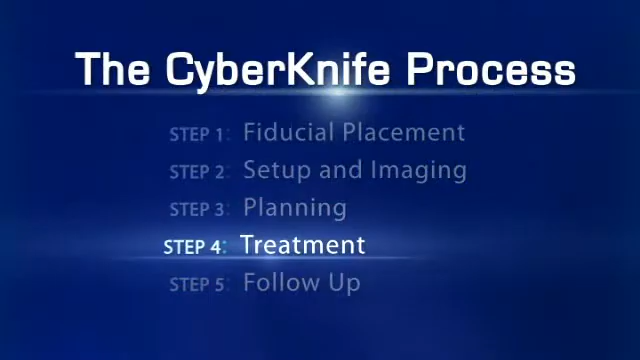 The CyberKnife Process
STEP 1: Fiducial Placement
STEP 2: Setup and Imaging
STEP 3: Planning
STEP 4: Treatment
STEP 5: Follow Up